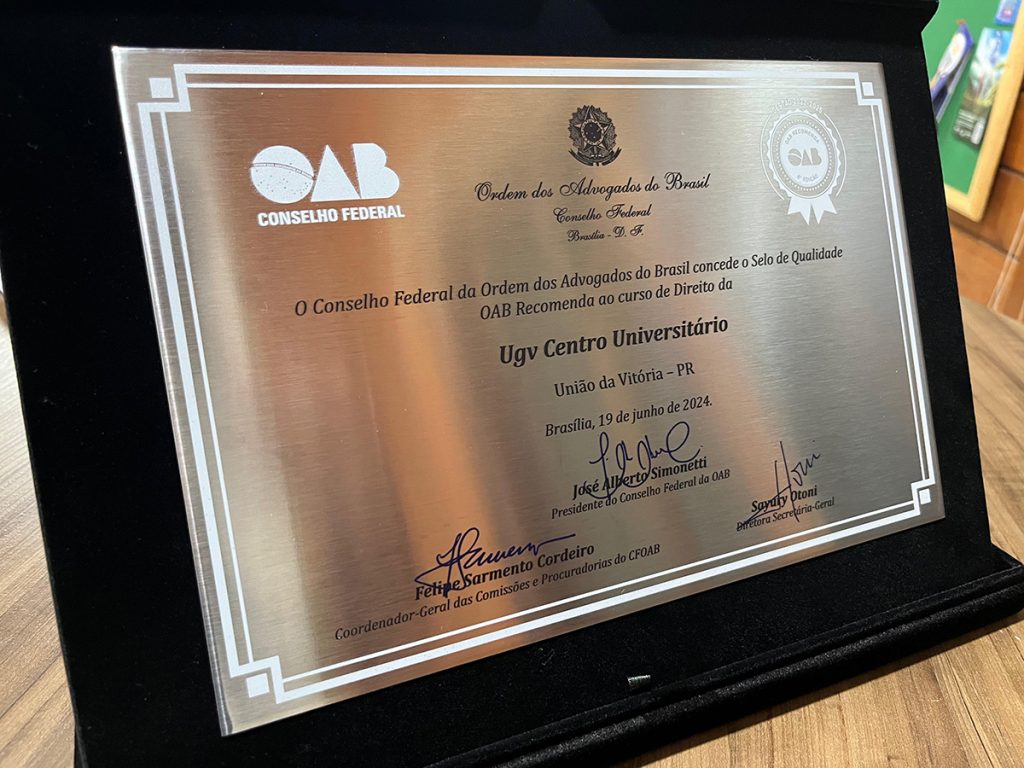 OAB
CONSELHO FEDERAL
Ordem dos Advogados do Brasil
Conselho Federal
Brasília - D. F.
OAB RECOMENDA
OAB
O Conselho Federal da Ordem dos Advogados do Brasil concede o Selo de Qualidade
OAB Recomenda ao curso de Direito da
Ugv Centro Universitário
União da Vitória – PR
Brasília, 19 de junho de 2024.
José Alberto Simonetti
Presidente do Conselho Federal da OAB
Sayury Otoni
Diretora Secretária-Geral
Felipe Sarmento Cordeiro
Coordenador-Geral das Comissões e Procuradorias do CFOAB